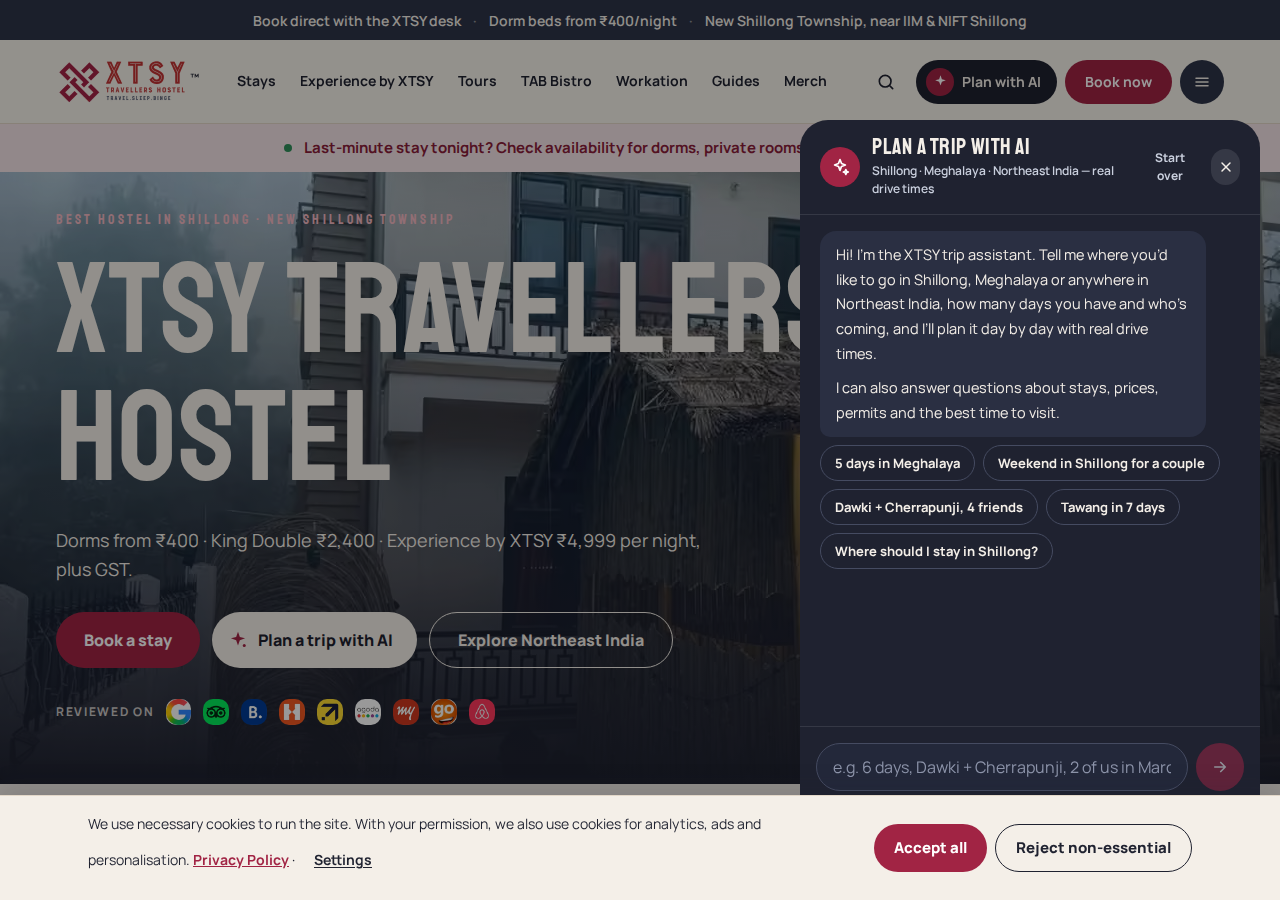 Book direct with the XTSY desk · Dorm beds from ₹400/night · New Shillong Township, near IIM & NIFT Shillong
XTSY™
TRAVELLERS HOSTEL
TRAVEL.SLEEP.BINGE
Stays Experience by XTSY Tours TAB Bistro Workation Guides Merch
Plan with AI
Book now
Last-minute stay tonight? Check availability for dorms, private rooms
BEST HOSTEL IN SHILLONG · NEW SHILLONG TOWNSHIP
XTSY TRAVELLERS
HOSTEL
Dorms from ₹400 · King Double ₹2,400 · Experience by XTSY ₹4,999 per night,
plus GST.
Book a stay
Plan a trip with AI
Explore Northeast India
REVIEWED ON
B.
agoda
my
go
PLAN A TRIP WITH AI
Shillong · Meghalaya · Northeast India — real
drive times
Start
over
Hi! I'm the XTSY trip assistant. Tell me where you'd
like to go in Shillong, Meghalaya or anywhere in
Northeast India, how many days you have and who's
coming, and I'll plan it day by day with real drive
times.
I can also answer questions about stays, prices,
permits and the best time to visit.
5 days in Meghalaya
Weekend in Shillong for a couple
Dawki + Cherrapunji, 4 friends
Tawang in 7 days
Where should I stay in Shillong?
e.g. 6 days, Dawki + Cherrapunji, 2 of us in Marc
We use necessary cookies to run the site. With your permission, we also use cookies for analytics, ads and
personalisation. Privacy Policy · Settings
Accept all
Reject non-essential